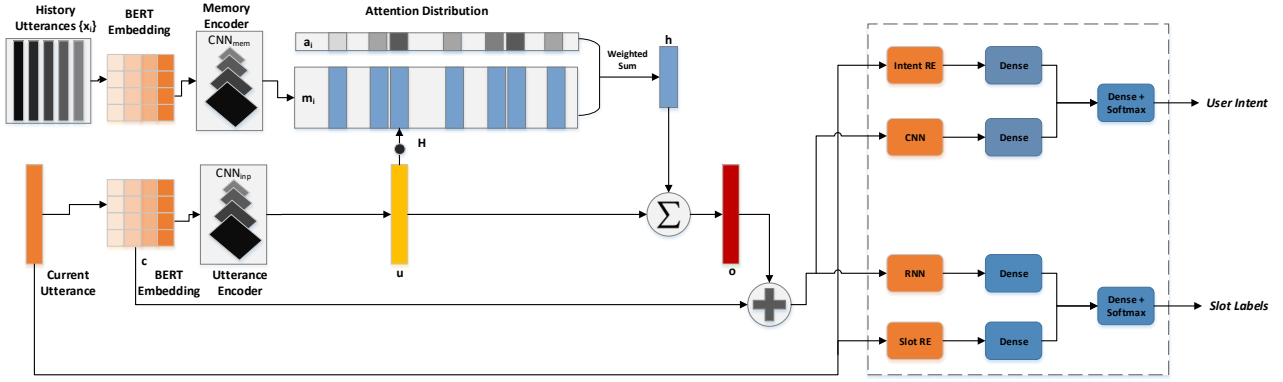 History
Utterances {xᵢ}
BERT
Embedding
Memory
Encoder
CNNmem
Attention Distribution
aᵢ
mᵢ
Weighted
Sum
h
H
Current
Utterance
c
BERT
Embedding
CNNinp
Utterance
Encoder
u
Σ
o
Intent RE
Dense
CNN
Dense
Dense +
Softmax
User Intent
RNN
Dense
Slot RE
Dense
Dense +
Softmax
Slot Labels